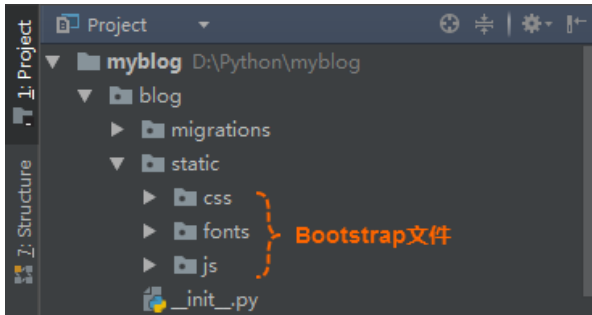 Project
1: Project
myblog D:\Python\myblog
blog
migrations
static
css
fonts
js
Bootstrap文件
__init__.py
7: Structure